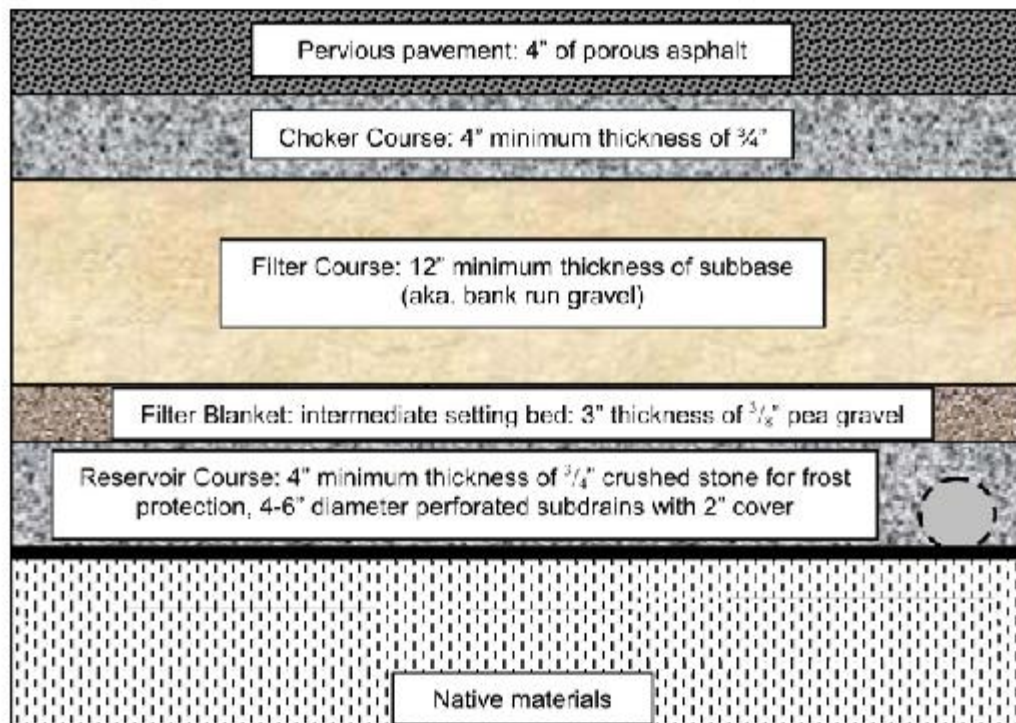 Pervious pavement: 4" of porous asphalt
Choker Course: 4" minimum thickness of ¾"
Filter Course: 12" minimum thickness of subbase
(aka. bank run gravel)
Filter Blanket: intermediate setting bed: 3" thickness of ³/₈" pea gravel
Reservoir Course: 4" minimum thickness of ³/₄" crushed stone for frost
protection, 4-6" diameter perforated subdrains with 2" cover
Native materials